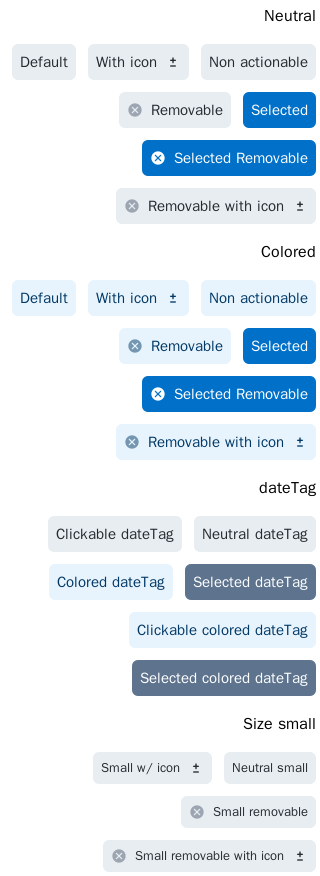 Neutral
Default With icon ± Non actionable
Removable Selected
Selected Removable
Removable with icon ±
Colored
Default With icon ± Non actionable
Removable Selected
Selected Removable
Removable with icon ±
dateTag
Clickable dateTag Neutral dateTag
Colored dateTag Selected dateTag
Clickable colored dateTag
Selected colored dateTag
Size small
Small w/ icon ± Neutral small
Small removable
Small removable with icon ±